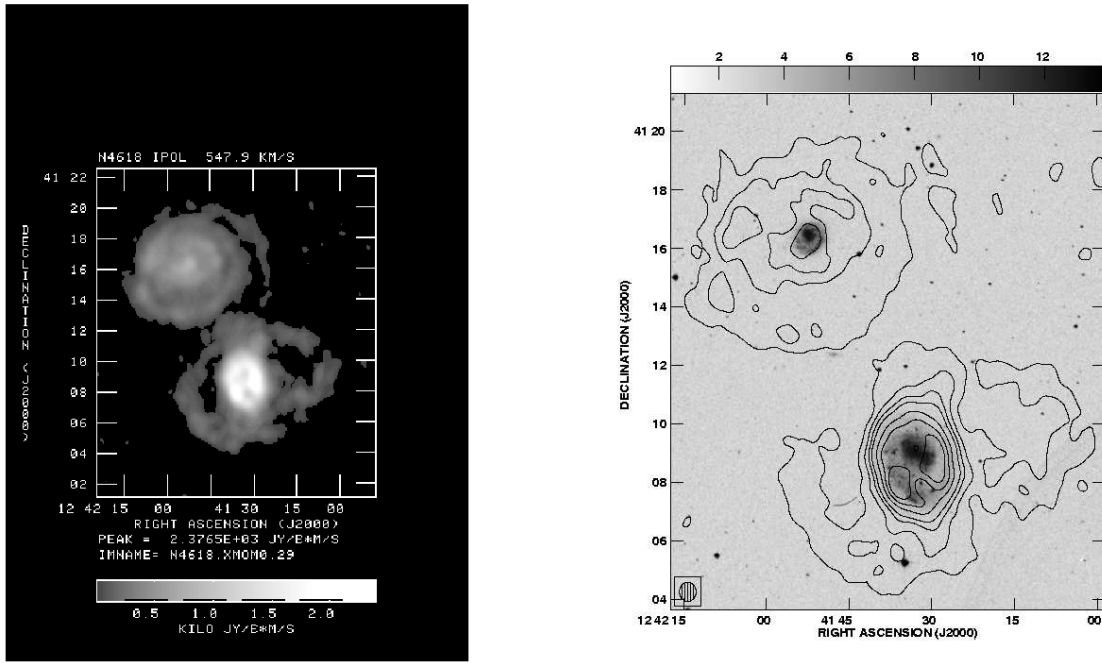 N4618 IPOL 547.9 KM/S
41 22
20
18
16
14
12
10
08
06
04
02
DECLINATION (J2000)
12 42 15 00 41 30 15 00
RIGHT ASCENSION (J2000)
PEAK = 2.3765E+03 JY/B*M/S
IMNAME= N4618.XMOM0.29
0.5 1.0 1.5 2.0
KILO JY/B*M/S
2 4 6 8 10 12
41 20
18
16
14
12
10
08
06
04
DECLINATION (J2000)
12 42 15 00 41 45 30 15 00
RIGHT ASCENSION (J2000)